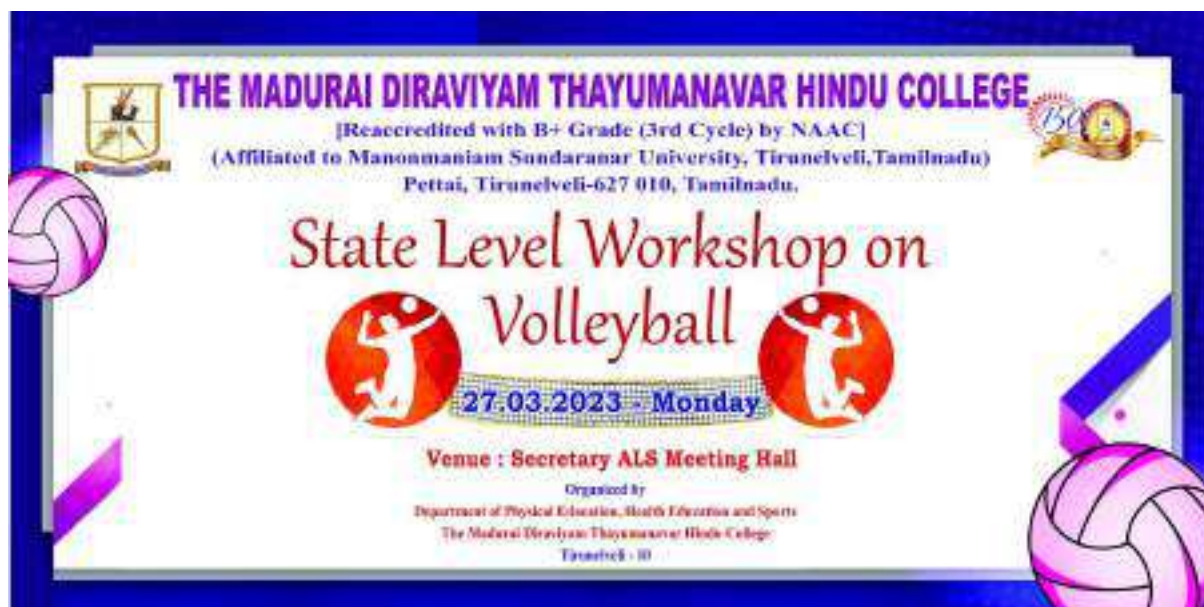 THE MADURAI DIRAVIYAM THAYUMANAVAR HINDU COLLEGE
[Reaccredited with B+ Grade (3rd Cycle) by NAAC]
(Affiliated to Manonmaniam Sundaranar University, Tirunelveli,Tamilnadu)
Pettai, Tirunelveli-627 010, Tamilnadu.
State Level Workshop on
Volleyball
27.03.2023 - Monday
Venue : Secretary ALS Meeting Hall
Organized by
Department of Physical Education, Health Education and Sports
The Madurai Diraviyam Thayumanavar Hindu College
Tirunelveli - 10